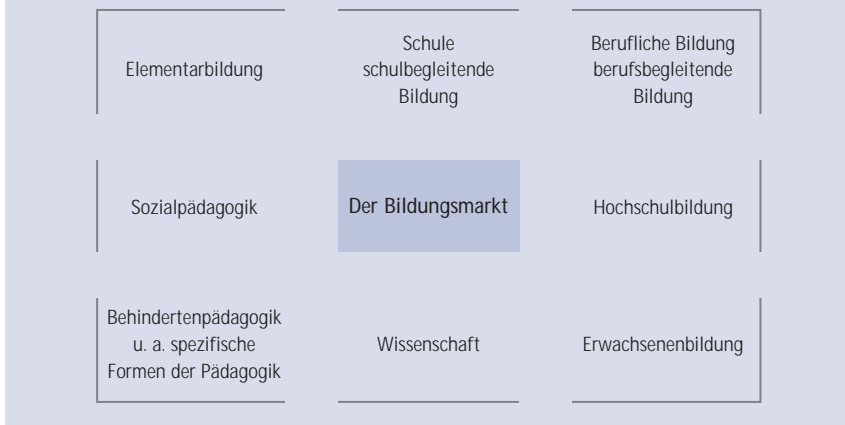 Elementarbildung
Schule
schulbegleitende
Bildung
Berufliche Bildung
berufsbegleitende
Bildung
Sozialpädagogik
Der Bildungsmarkt
Hochschulbildung
Behindertenpädagogik
u. a. spezifische
Formen der Pädagogik
Wissenschaft
Erwachsenenbildung